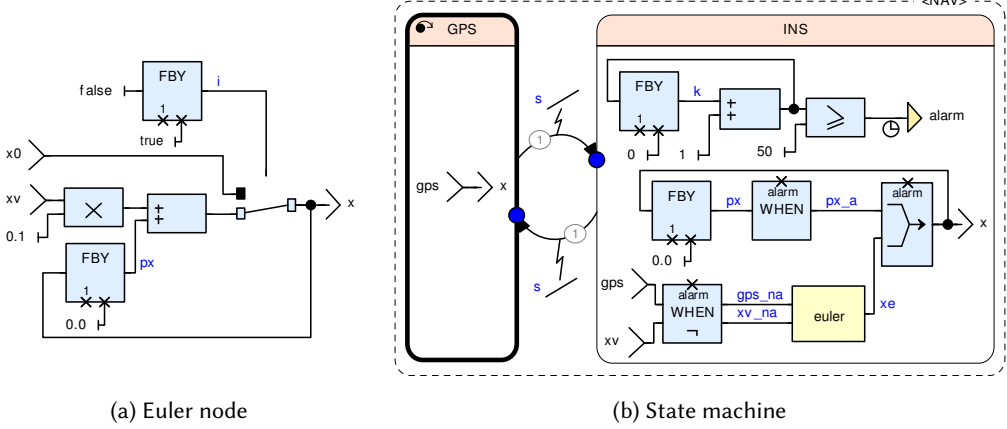 <NAV>
GPS
INS
FBY
i
false
1
true
x0
xv
0.1
+
+
x
FBY
px
1
0.0
s
1
gps
x
1
s
FBY
k
1
0
+
+
1
≥
50
alarm
FBY
px
1
0.0
alarm
WHEN
px_a
alarm
x
gps
xv
alarm
WHEN
¬
gps_na
xv_na
euler
xe
(a) Euler node
(b) State machine